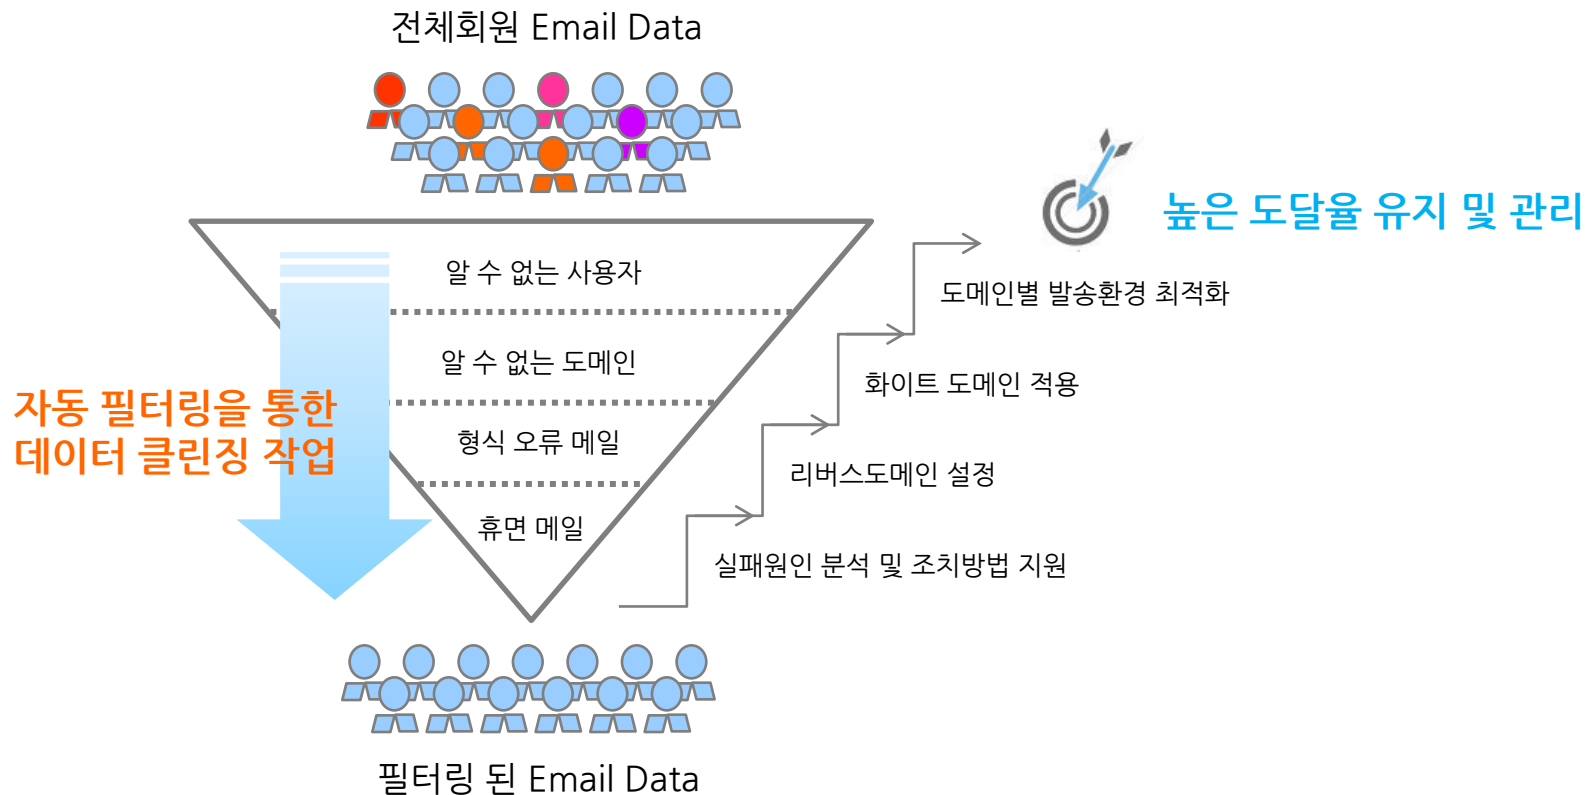 전체회원 Email Data
높은 도달율 유지 및 관리
알 수 없는 사용자
도메인별 발송환경 최적화
알 수 없는 도메인
화이트 도메인 적용
자동 필터링을 통한
데이터 클린징 작업
형식 오류 메일
리버스도메인 설정
휴면 메일
실패원인 분석 및 조치방법 지원
필터링 된 Email Data